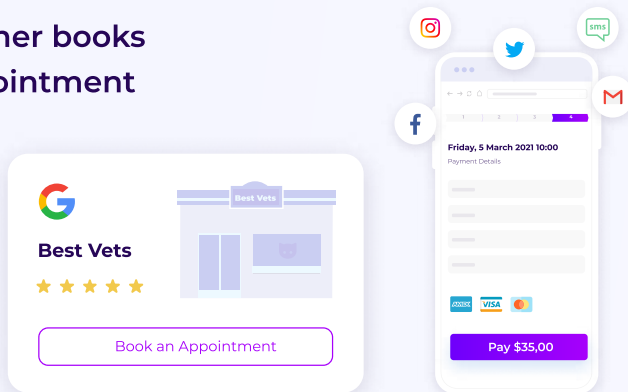 ner books
ointment
Best Vets
Best Vets
Book an Appointment
sms
1 2 3 4
Friday, 5 March 2021 10:00
Payment Details
AMEX VISA
Pay $35,00